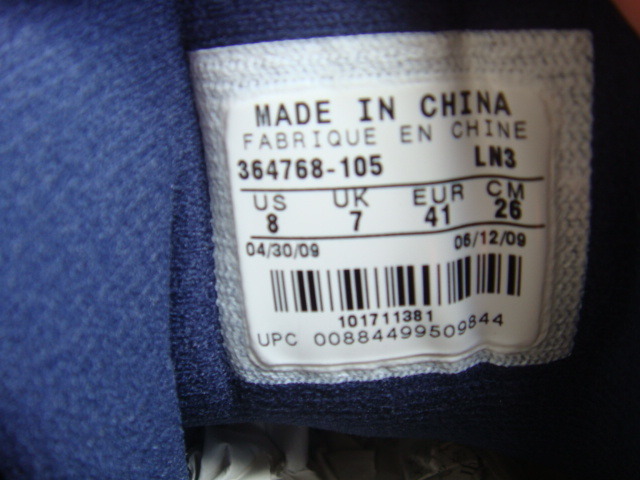 MADE IN CHINA
FABRIQUE EN CHINE
364768-105 LN3
US UK EUR CM
8 7 41 26
04/30/09 06/12/09
101711381
UPC 00884499509844